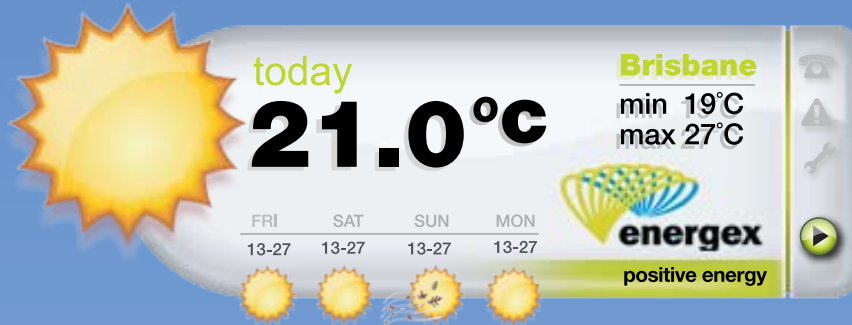 today
21.0°C
Brisbane
min 19°C
max 27°C
FRI SAT SUN MON
13-27 13-27 13-27 13-27
energex
positive energy